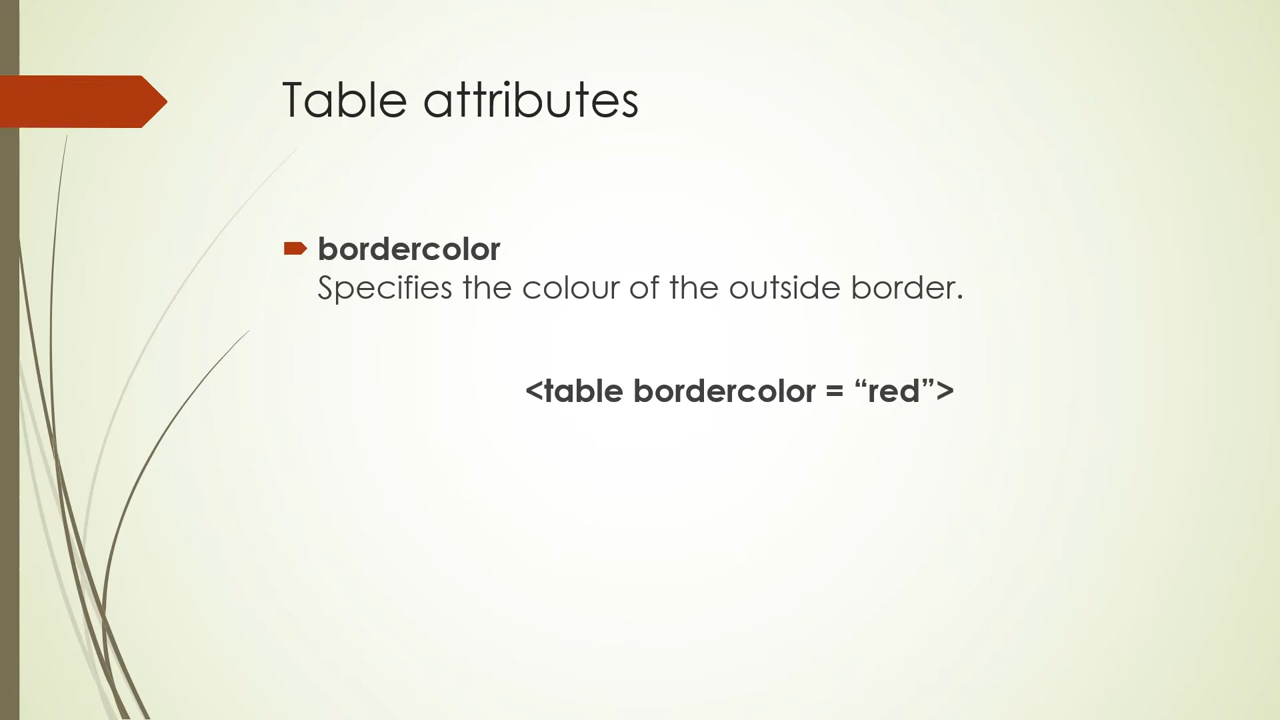 Table attributes
bordercolor
Specifies the colour of the outside border.
<table bordercolor = “red”>